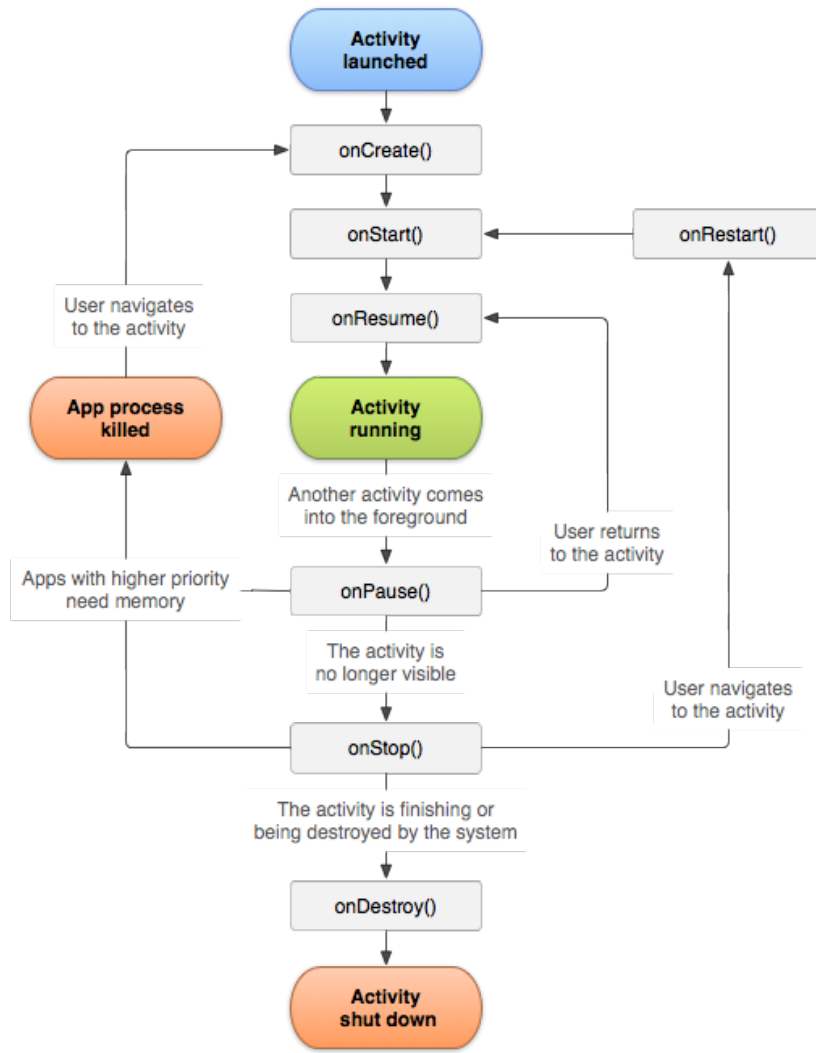 Activity
launched
onCreate()
onStart()
onRestart()
User navigates
to the activity
onResume()
App process
killed
Activity
running
Another activity comes
into the foreground
User returns
to the activity
Apps with higher priority
need memory
onPause()
The activity is
no longer visible
User navigates
to the activity
onStop()
The activity is finishing or
being destroyed by the system
onDestroy()
Activity
shut down